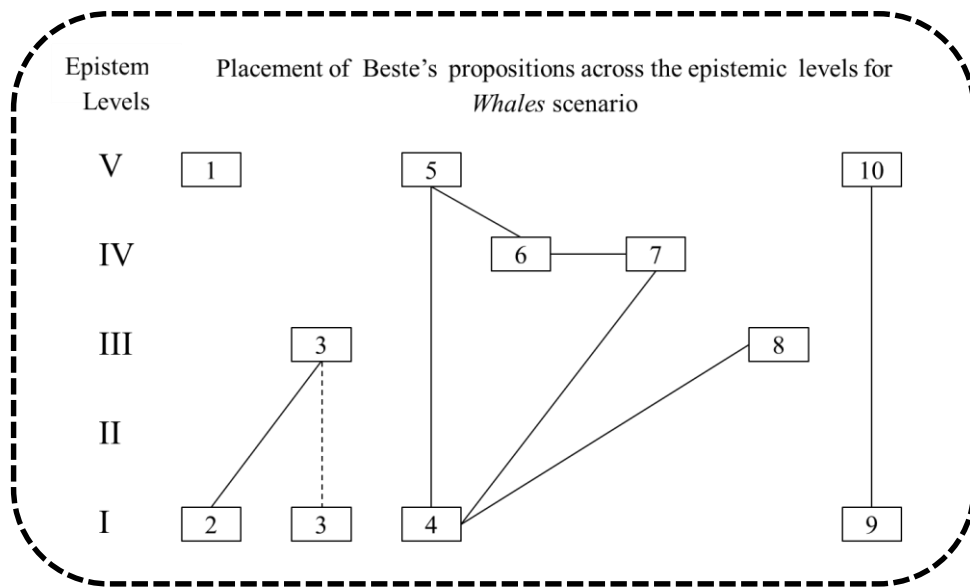 Epistem
Levels
Placement of Beste's propositions across the epistemic levels for
Whales scenario
V 1 5 10
IV 6 7
III 3 8
II
I 2 3 4 9